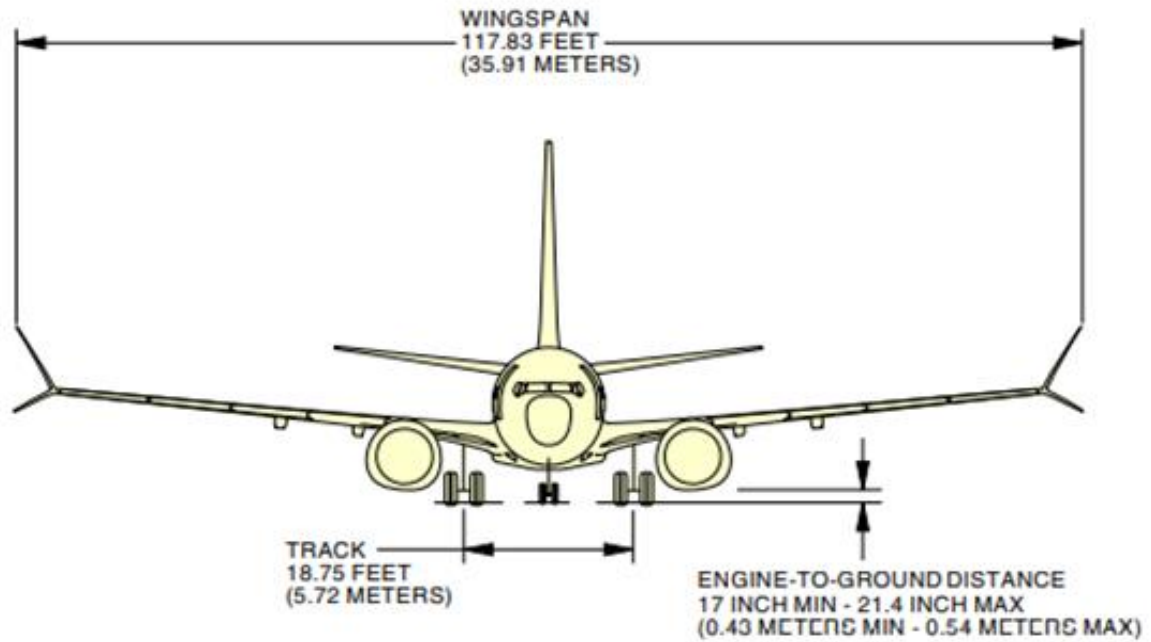 WINGSPAN
117.83 FEET
(35.91 METERS)
TRACK
18.75 FEET
(5.72 METERS)
ENGINE-TO-GROUND DISTANCE
17 INCH MIN - 21.4 INCH MAX
(0.43 METERS MIN - 0.54 METERS MAX)